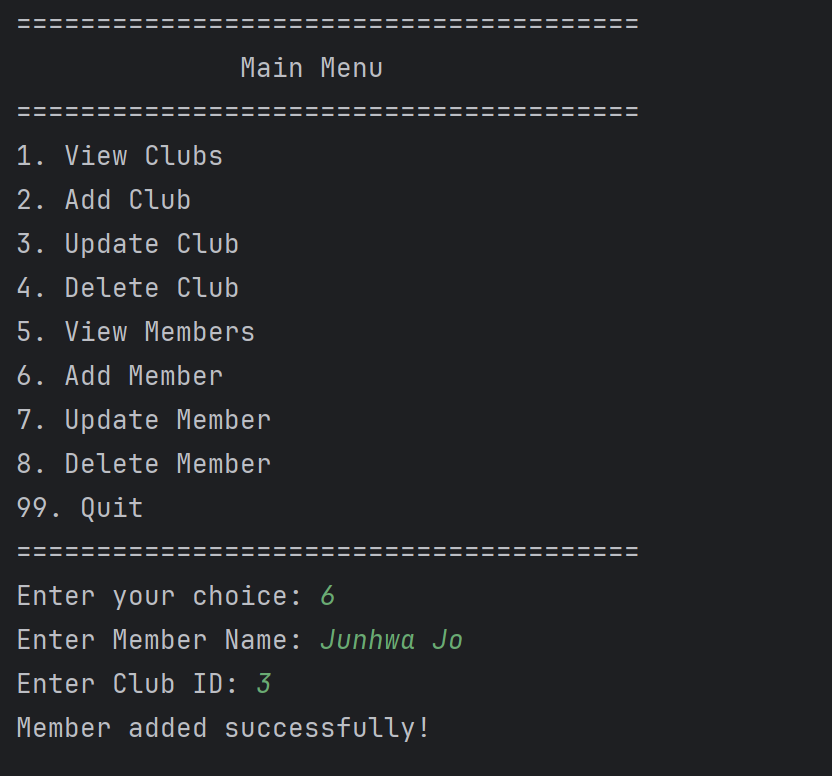 =======================================
Main Menu
=======================================
1. View Clubs
2. Add Club
3. Update Club
4. Delete Club
5. View Members
6. Add Member
7. Update Member
8. Delete Member
99. Quit
=======================================
Enter your choice: 6
Enter Member Name: Junhwa Jo
Enter Club ID: 3
Member added successfully!